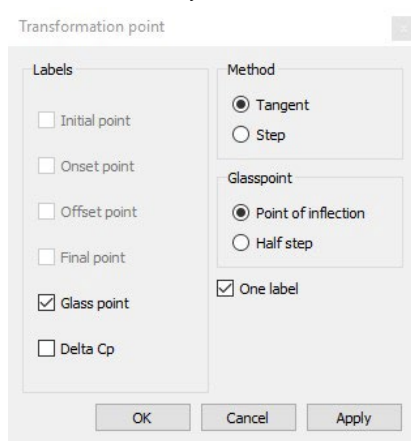 Transformation point
Labels
Initial point
Onset point
Offset point
Final point
Glass point
Delta Cp
Method
Tangent
Step
Glasspoint
Point of inflection
Half step
One label
OK
Cancel
Apply